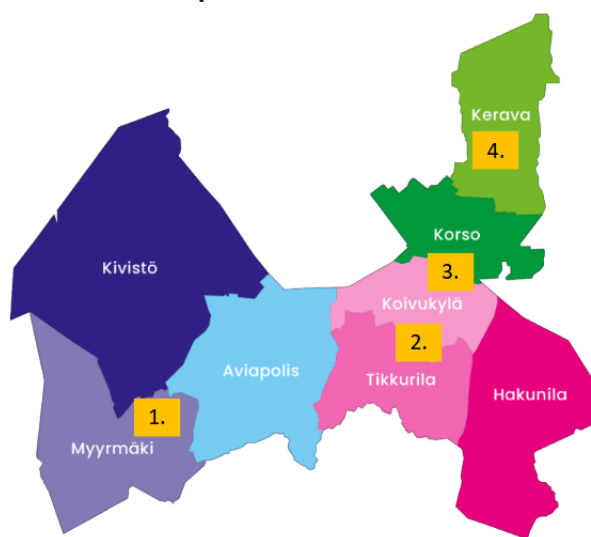 Kerava
4.
Korso
3.
Kivistö
Koivukylä
2.
Aviapolis
Tikkurila
Hakunila
1.
Myyrmäki